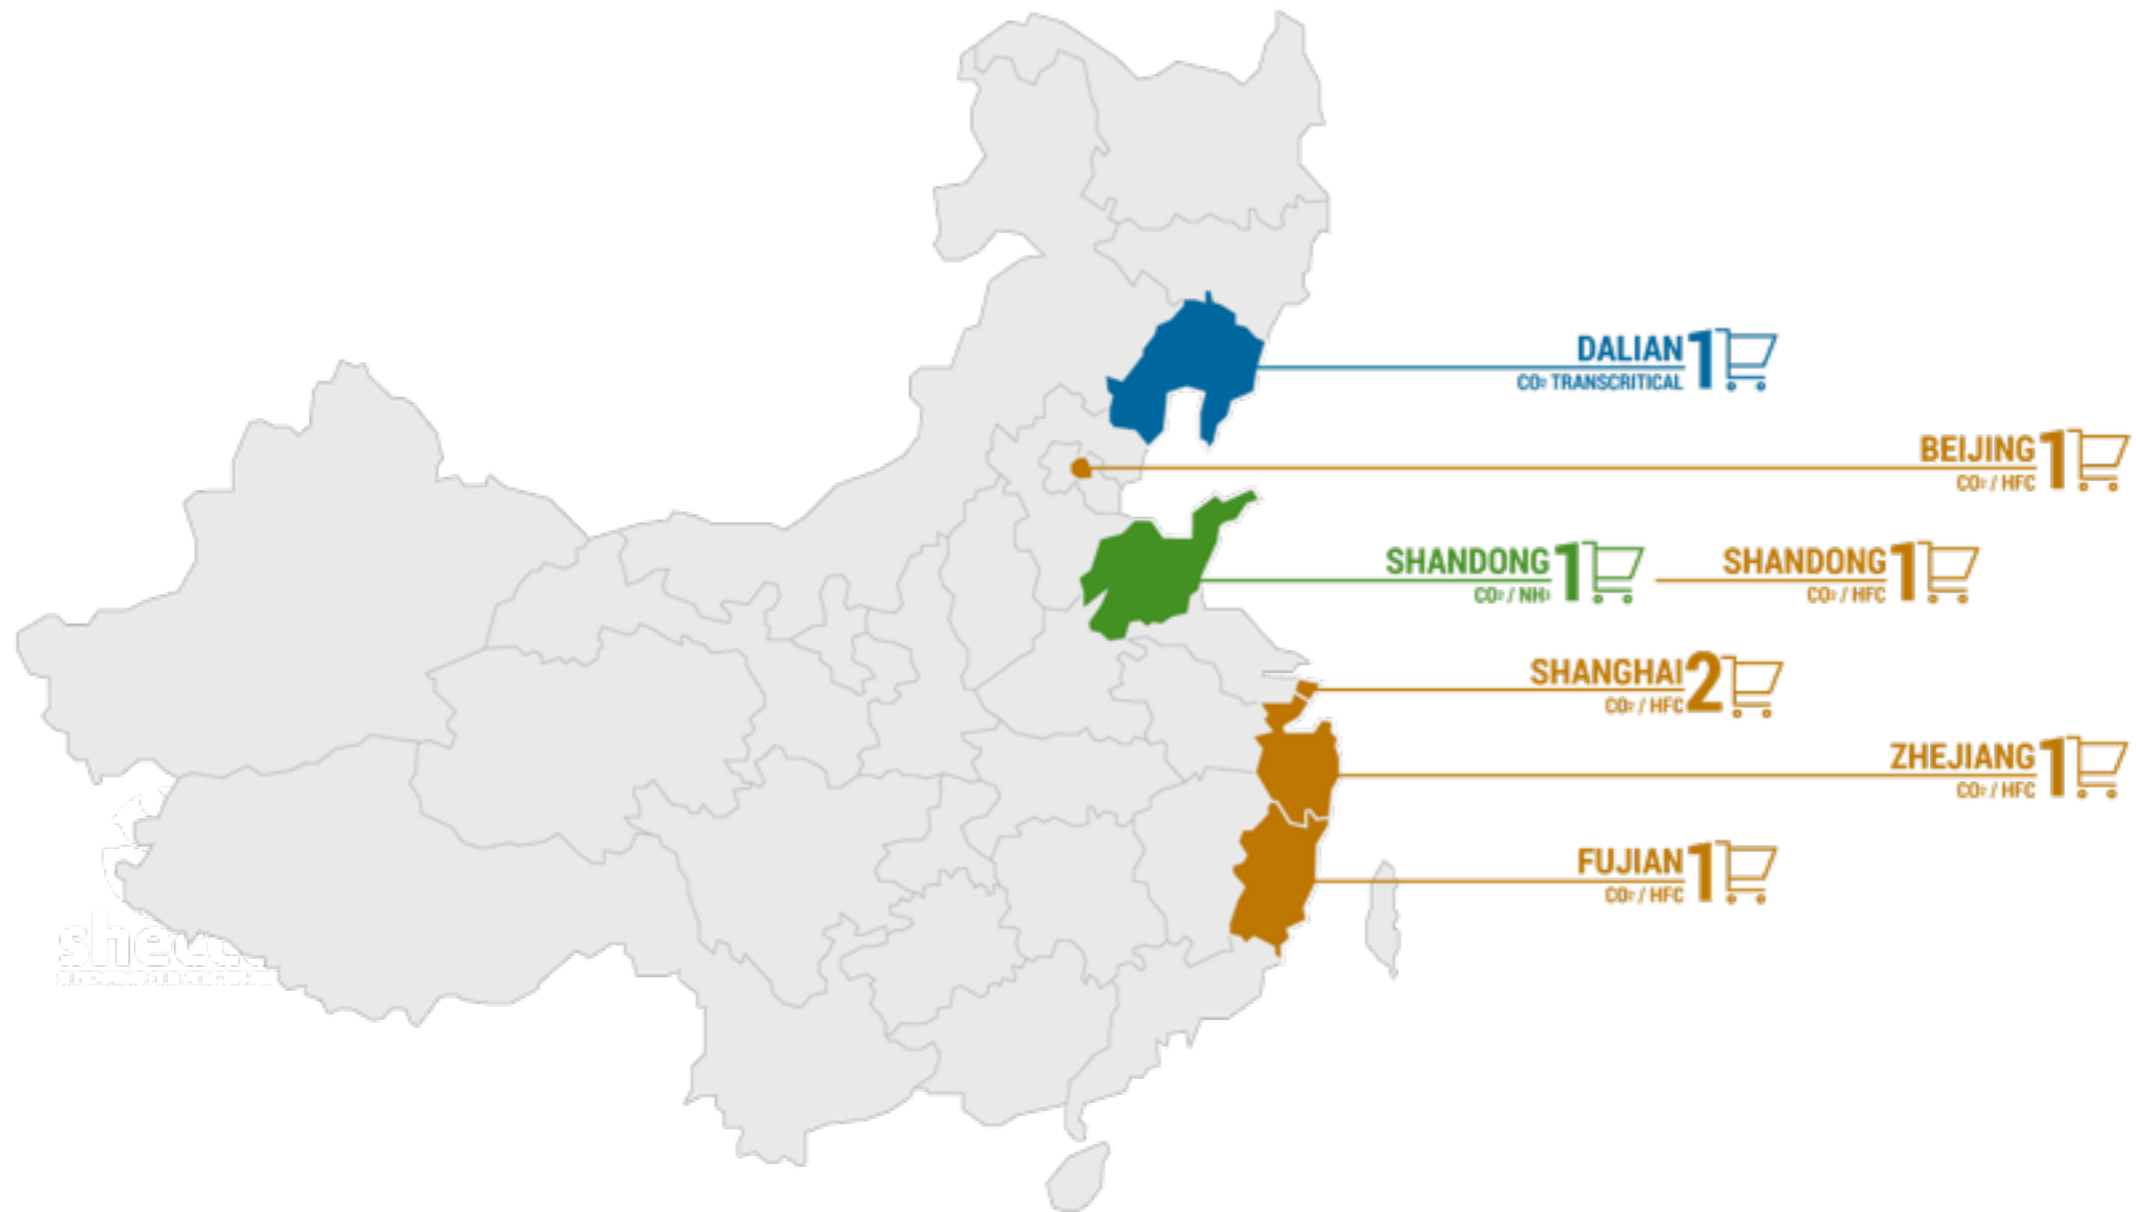 DALIAN 1
CO₂ TRANSCRITICAL
BEIJING 1
CO₂ / HFC
SHANDONG 1
CO₂ / NH₃
SHANDONG 1
CO₂ / HFC
SHANGHAI 2
CO₂ / HFC
ZHEJIANG 1
CO₂ / HFC
FUJIAN 1
CO₂ / HFC